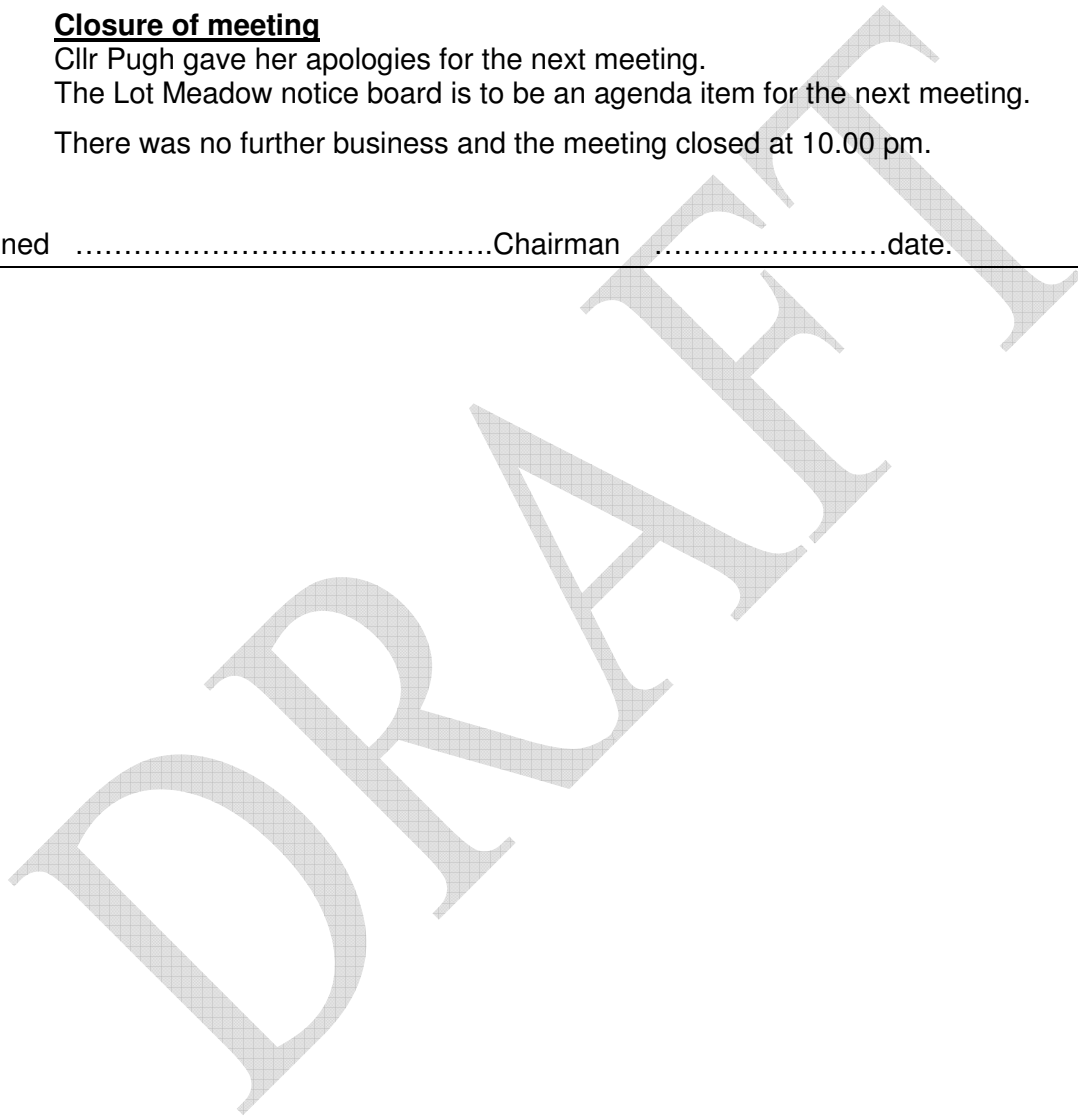 Closure of meeting
Cllr Pugh gave her apologies for the next meeting.
The Lot Meadow notice board is to be an agenda item for the next meeting.
There was no further business and the meeting closed at 10.00 pm.
ned …………………………………….Chairman ……………………date.
DRAFT